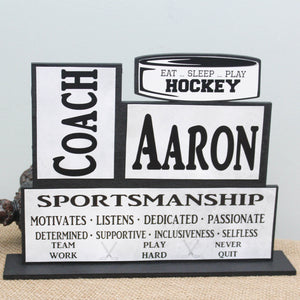 COACH
EAT .. SLEEP .. PLAY
HOCKEY
AARON
SPORTSMANSHIP
MOTIVATES • LISTENS • DEDICATED • PASSIONATE
DETERMINED • SUPPORTIVE • INCLUSIVENESS • SELFLESS
TEAM PLAY NEVER
WORK HARD QUIT